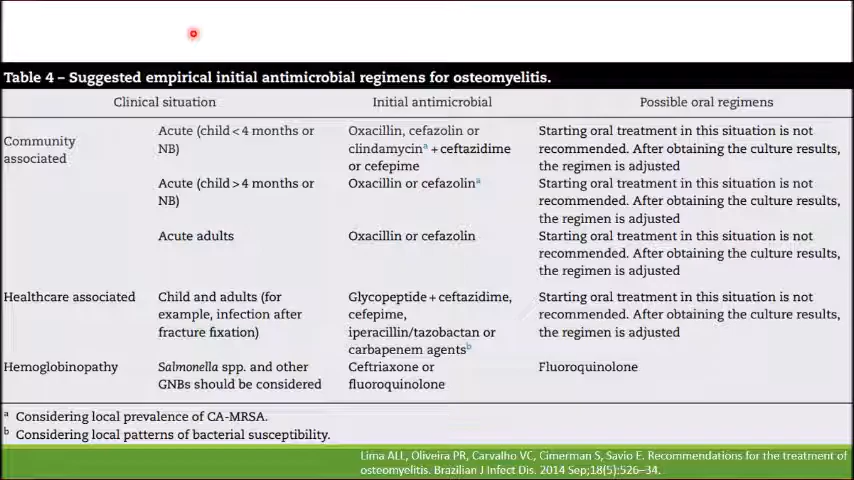 Table 4 – Suggested empirical initial antimicrobial regimens for osteomyelitis.
Clinical situation Initial antimicrobial Possible oral regimens
Community associated
Acute (child < 4 months or
NB)
Oxacillin, cefazolin or
clindamycinᵃ + ceftazidime
or cefepime
Starting oral treatment in this situation is not
recommended. After obtaining the culture results,
the regimen is adjusted
Acute (child > 4 months or
NB)
Oxacillin or cefazolinᵃ
Starting oral treatment in this situation is not
recommended. After obtaining the culture results,
the regimen is adjusted
Acute adults
Oxacillin or cefazolin
Starting oral treatment in this situation is not
recommended. After obtaining the culture results,
the regimen is adjusted
Healthcare associated
Child and adults (for
example, infection after
fracture fixation)
Glycopeptide + ceftazidime,
cefepime,
iperacillin/tazobactan or
carbapenem agentsᵇ
Starting oral treatment in this situation is not
recommended. After obtaining the culture results,
the regimen is adjusted
Hemoglobinopathy
Salmonella spp. and other
GNBs should be considered
Ceftriaxone or
fluoroquinolone
Fluoroquinolone
ᵃ Considering local prevalence of CA-MRSA.
ᵇ Considering local patterns of bacterial susceptibility.
Lima ALL, Oliveira PR, Carvalho VC, Cimerman S, Savio E. Recommendations for the treatment of
osteomyelitis. Brazilian J Infect Dis. 2014 Sep;18(5):526–34.